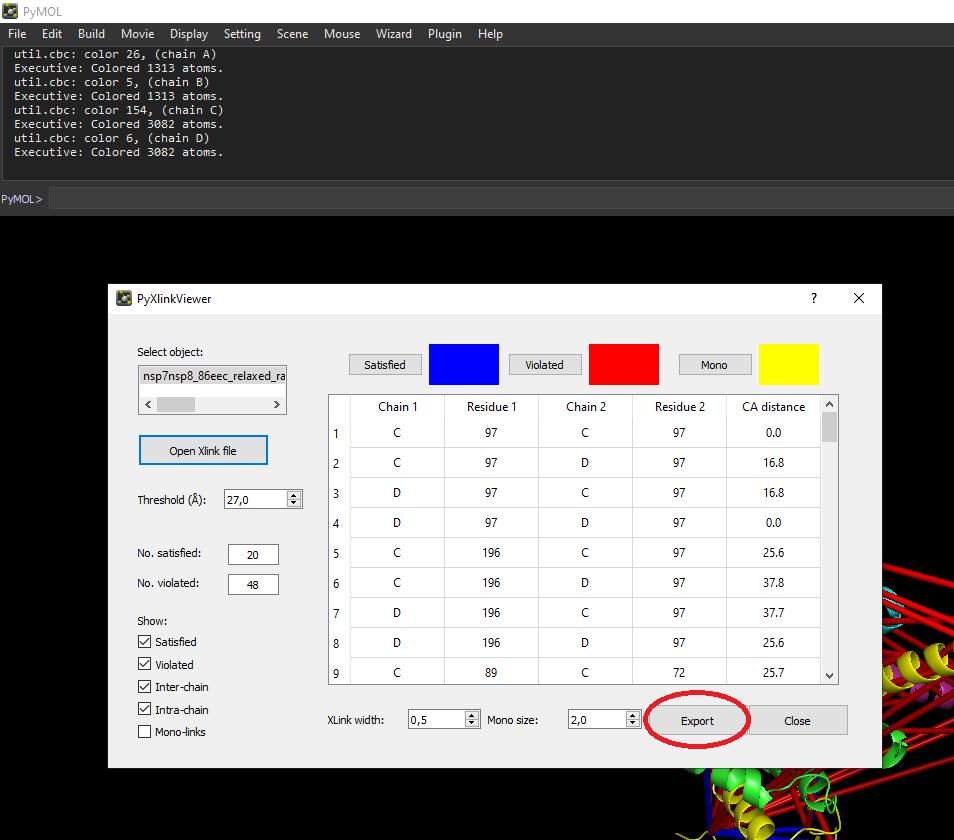 PyMOL
File Edit Build Movie Display Setting Scene Mouse Wizard Plugin Help
util.cbc: color 26, (chain A)
Executive: Colored 1313 atoms.
util.cbc: color 5, (chain B)
Executive: Colored 1313 atoms.
util.cbc: color 154, (chain C)
Executive: Colored 3082 atoms.
util.cbc: color 6, (chain D)
Executive: Colored 3082 atoms.
PyMOL>
PyXlinkViewer ?
Select object:
nsp7nsp8_86eec_relaxed_ra
Open Xlink file
Threshold (Å): 27,0
No. satisfied: 20
No. violated: 48
Show:
Satisfied
Violated
Inter-chain
Intra-chain
Mono-links
Satisfied Violated Mono
Chain 1 Residue 1 Chain 2 Residue 2 CA distance
1 C 97 C 97 0.0
2 C 97 D 97 16.8
3 D 97 C 97 16.8
4 D 97 D 97 0.0
5 C 196 C 97 25.6
6 C 196 D 97 37.8
7 D 196 C 97 37.7
8 D 196 D 97 25.6
9 C 89 C 72 25.7
XLink width: 0,5 Mono size: 2,0 Export Close